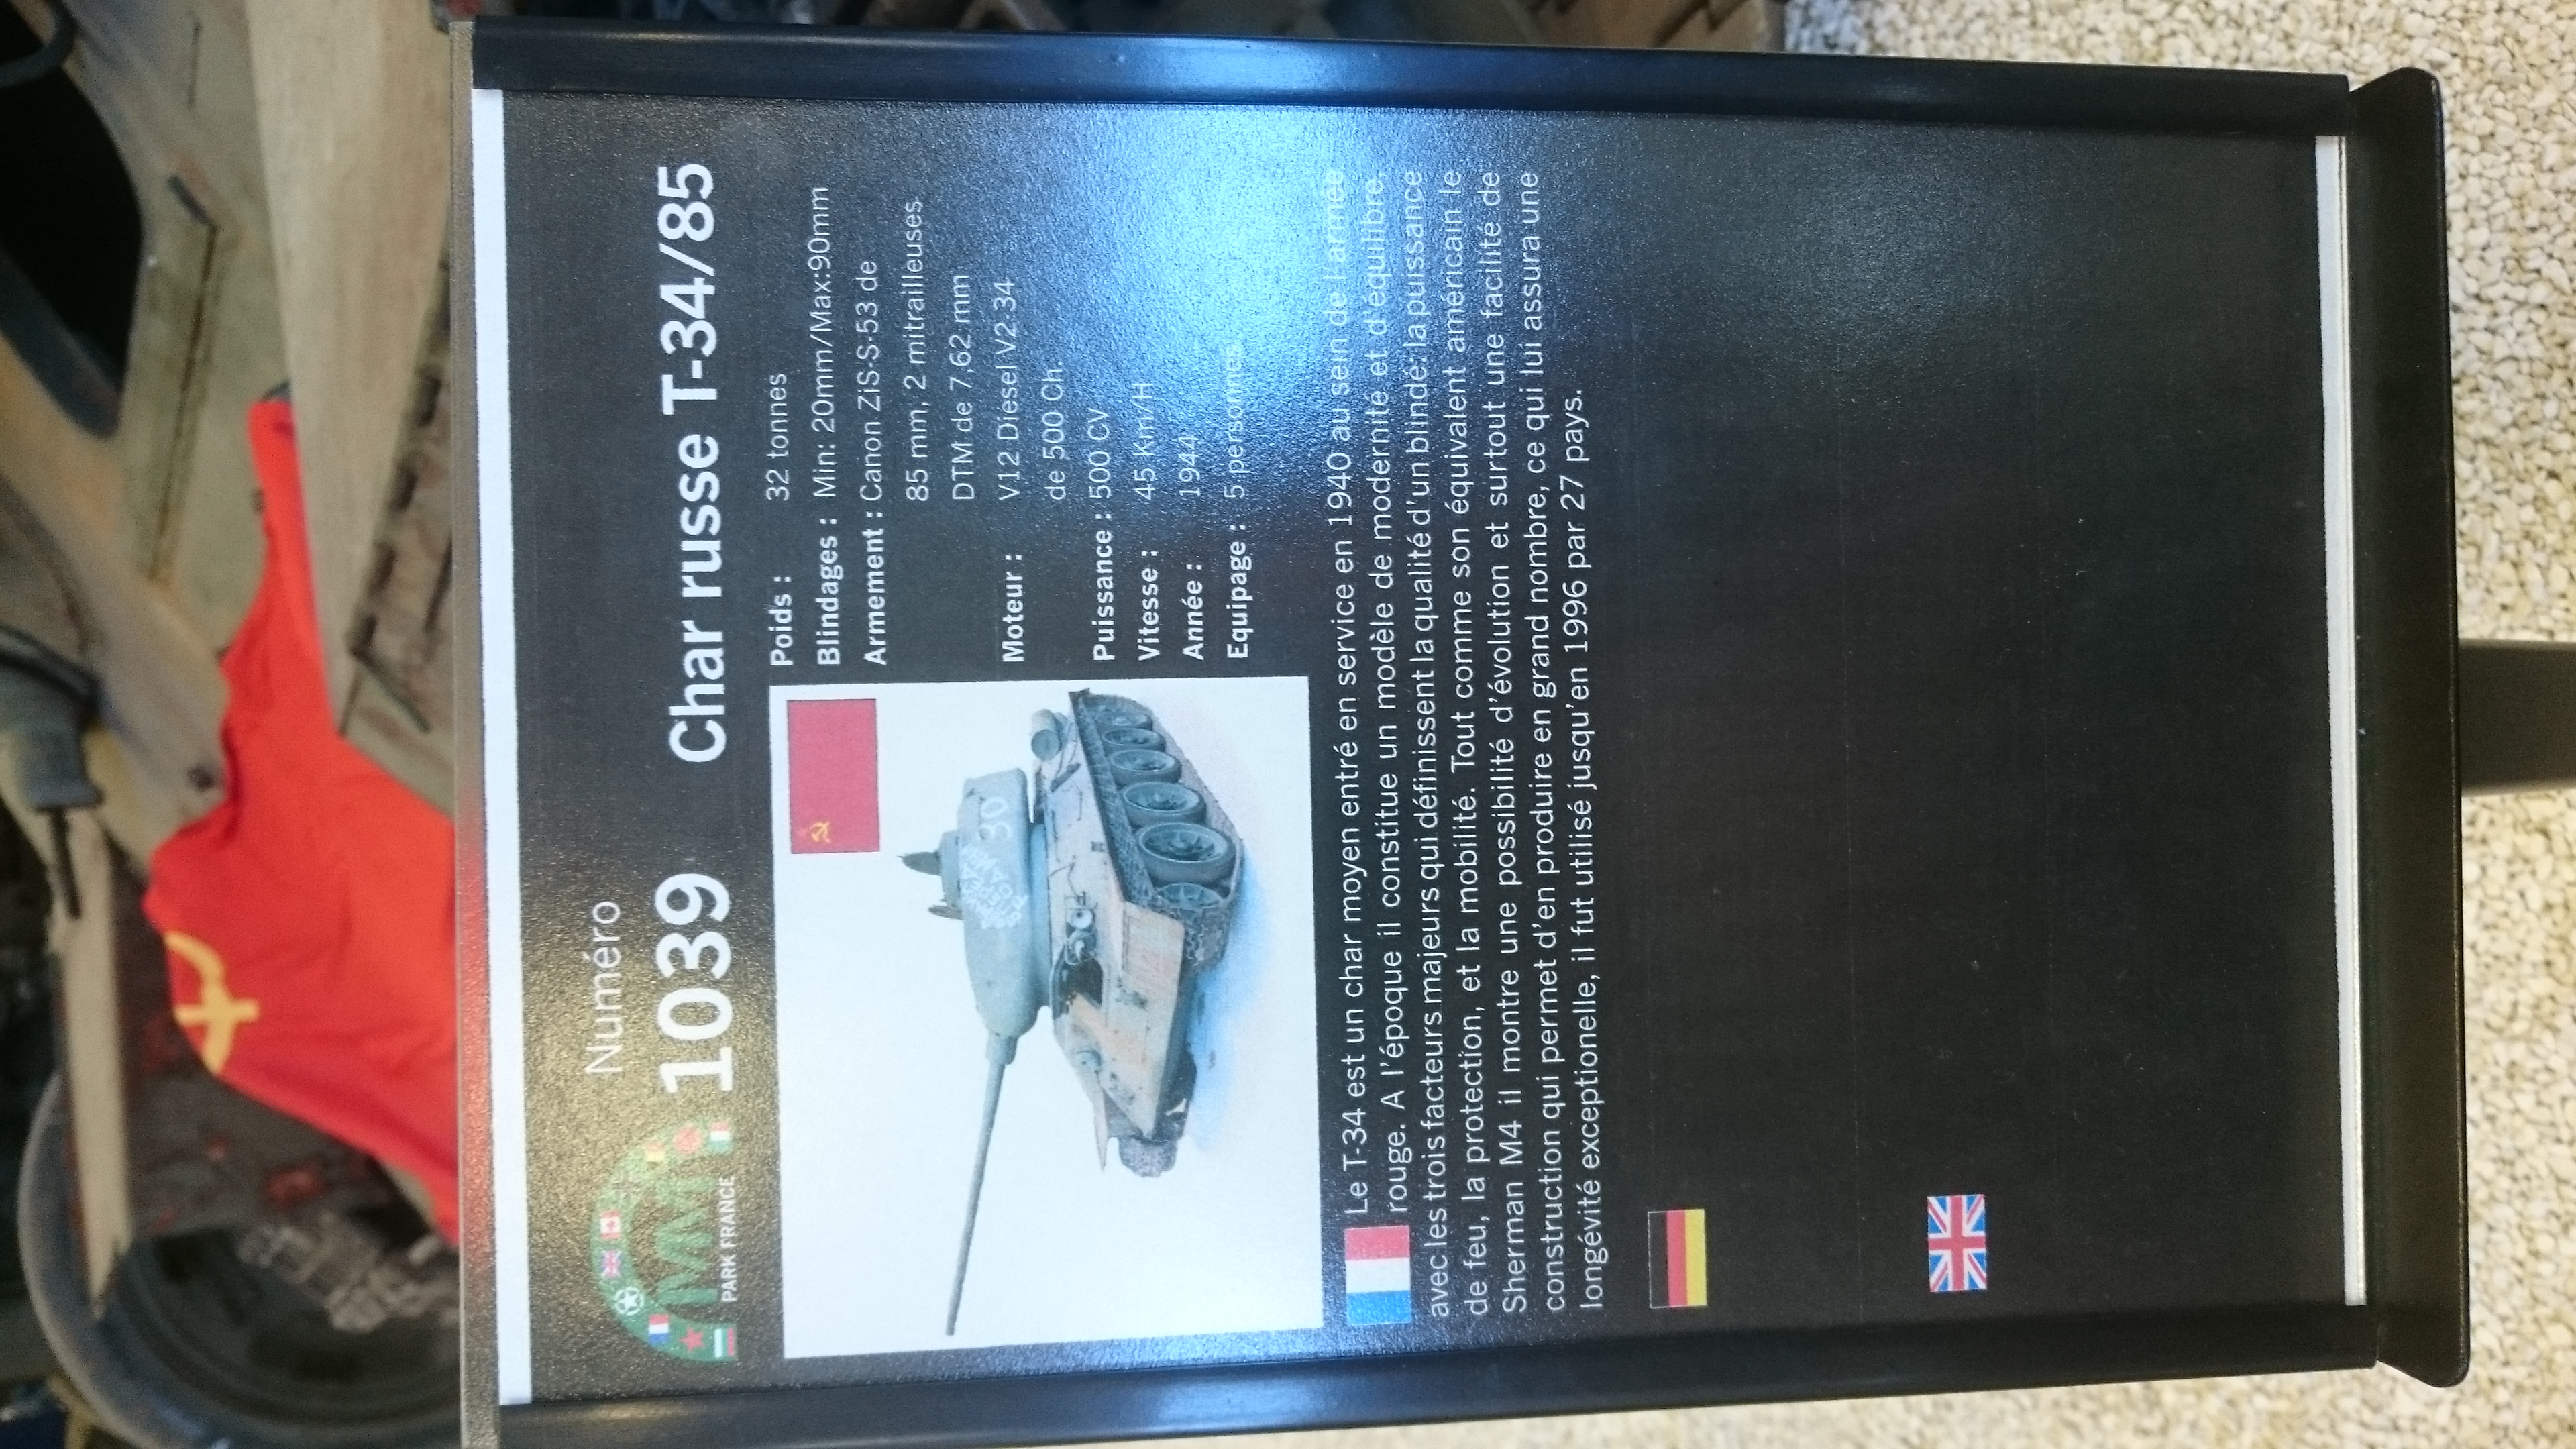 Numéro
MM
PARK FRANCE
1039 Char russe T-34/85
Poids : 32 tonnes
Blindages : Min: 20mm/Max:90mm
Armement : Canon ZIS-S-53 de
85 mm, 2 mitrailleuses
DTM de 7,62 mm
Moteur : V12 Diesel V2 34
de 500 Ch.
Puissance : 500 CV
Vitesse : 45 Km/H
Année : 1944
Equipage : 5 personnes.
30
Le T-34 est un char moyen entré en service en 1940 au sein de l'armée
rouge. A l'époque il constitue un modèle de modernité et d'équilibre,
avec les trois facteurs majeurs qui définissent la qualité d'un blindé: la puissance
de feu, la protection, et la mobilité. Tout comme son équivalent américain le
Sherman M4 il montre une possibilité d'évolution et surtout une facilité de
construction qui permet d'en produire en grand nombre, ce qui lui assura une
longévité exceptionelle, il fut utilisé jusqu'en 1996 par 27 pays.